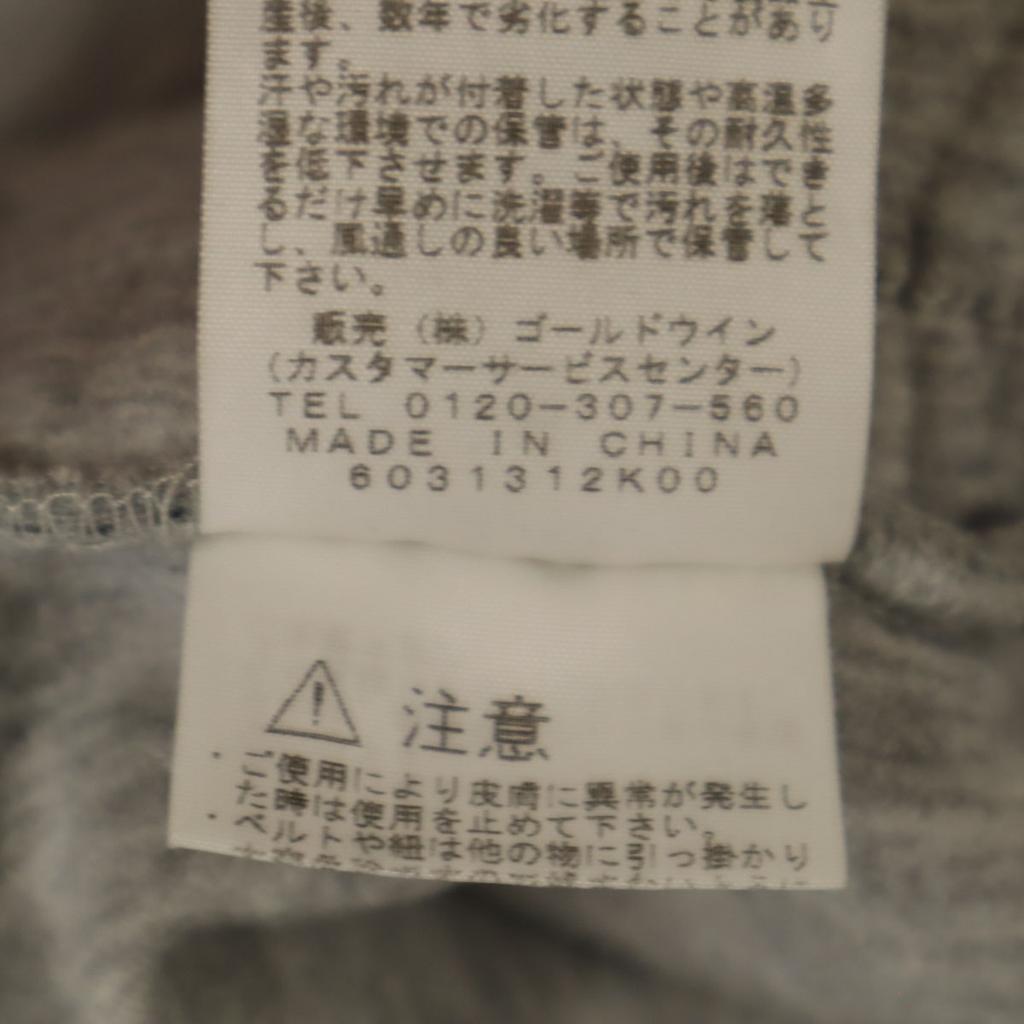 産後、数年で劣化することがあり
ます。
汗や汚れが付着した状態や高温多
湿な環境での保管は、その耐久性
を低下させます。ご使用後はでき
るだけ早めに洗濯等で汚れを落と
し、風通しの良い場所で保管して
下さい。
販売（株）ゴールドウイン
(カスタマーサービスセンター)
TEL 0120-307-560
MADE IN CHINA
6031312K00
注意
・ご使用により皮膚に異常が発生し
た時は使用を止めて下さい。
・ベルトや紐は他の物に引っ掛かり